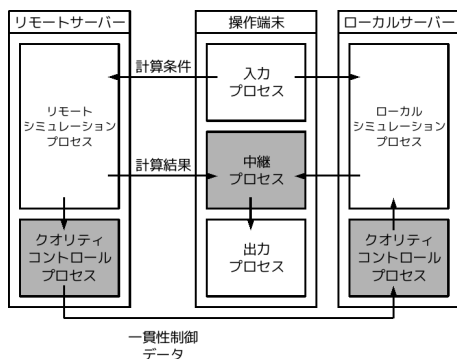 リモートサーバー
操作端末
ローカルサーバー
リモート
シミュレーション
プロセス
計算条件
入力
プロセス
ローカル
シミュレーション
プロセス
計算結果
中継
プロセス
クオリティ
コントロール
プロセス
出力
プロセス
クオリティ
コントロール
プロセス
一貫性制御
データ